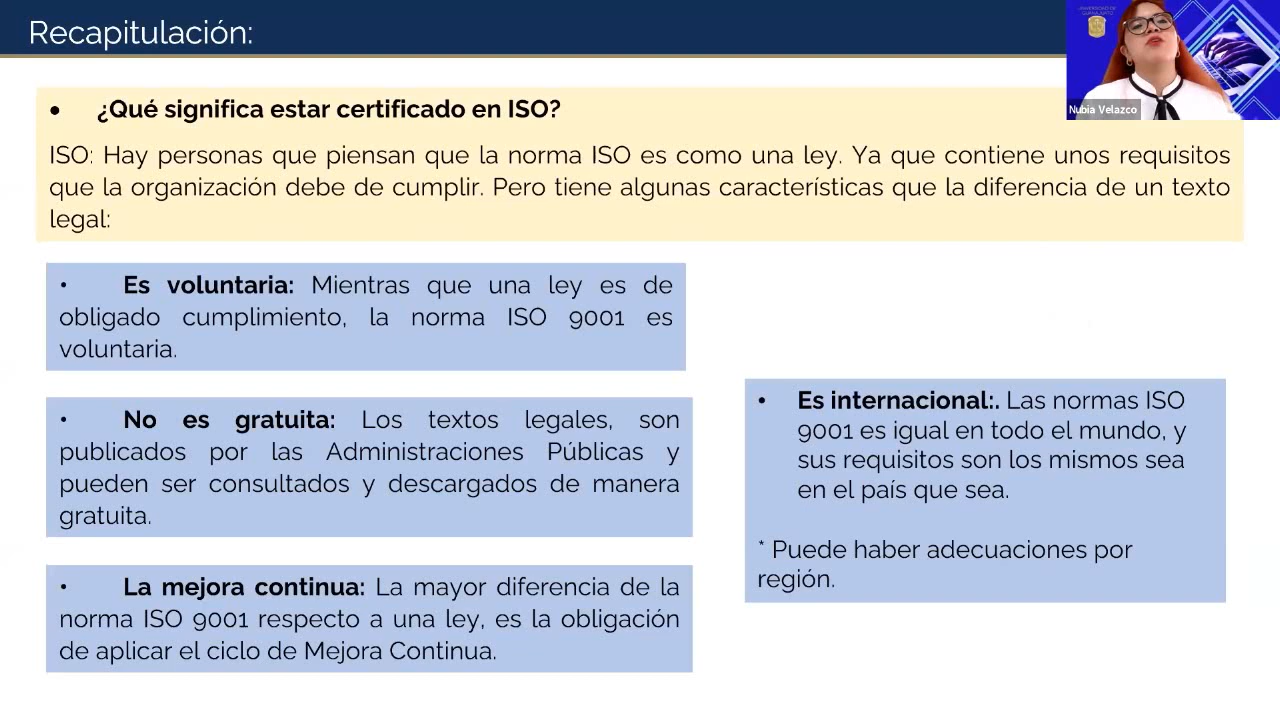 Recapitulación:
UNIVERSIDAD DE
GUANAJUATO
Nubia Velazco
• ¿Qué significa estar certificado en ISO?
ISO: Hay personas que piensan que la norma ISO es como una ley. Ya que contiene unos requisitos
que la organización debe de cumplir. Pero tiene algunas características que la diferencia de un texto
legal:
• Es voluntaria: Mientras que una ley es de
obligado cumplimiento, la norma ISO 9001 es
voluntaria.
• No es gratuita: Los textos legales, son
publicados por las Administraciones Públicas y
pueden ser consultados y descargados de manera
gratuita.
• La mejora continua: La mayor diferencia de la
norma ISO 9001 respecto a una ley, es la obligación
de aplicar el ciclo de Mejora Continua.
• Es internacional:. Las normas ISO
9001 es igual en todo el mundo, y
sus requisitos son los mismos sea
en el país que sea.
* Puede haber adecuaciones por
región.